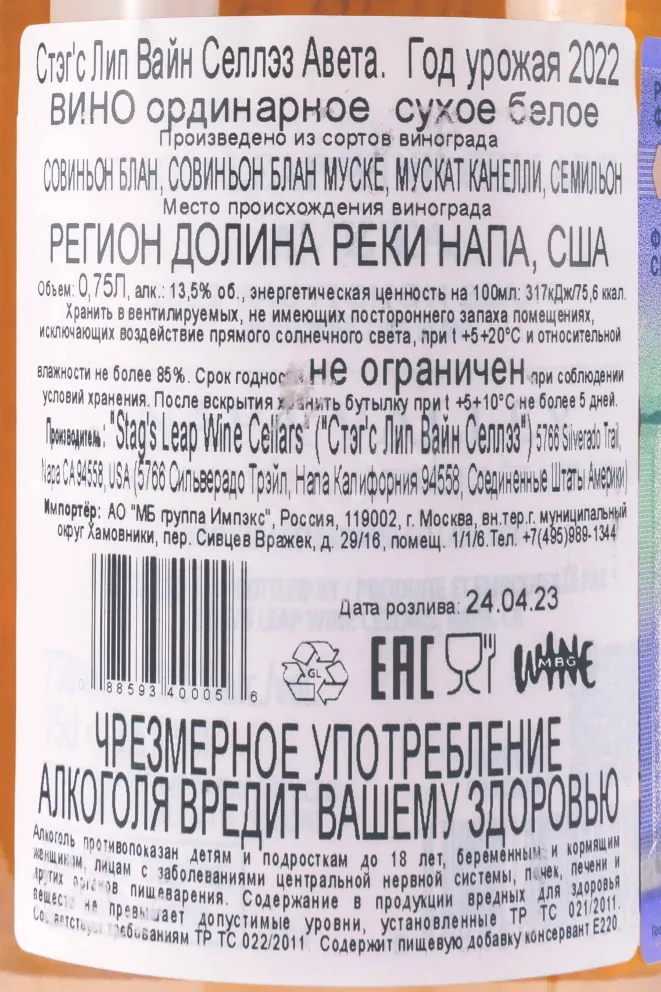 Стэг'с Лип Вайн Селлэз Авета. Год урожая 2022
ВИНО ординарное сухое белое
Произведено из сортов винограда
СОВИНЬОН БЛАН, СОВИНЬОН БЛАН МУСКЕ, МУСКАТ КАНЕЛЛИ, СЕМИЛЬОН
Место происхождения винограда
РЕГИОН ДОЛИНА РЕКИ НАПА, США
Объем: 0,75Л, алк.: 13,5% об., энергетическая ценность на 100мл: 317кДж/75,6 ккал.
Хранить в вентилируемых, не имеющих постороннего запаха помещениях,
исключающих воздействие прямого солнечного света, при t +5+20°C и относительной
влажности не более 85%. Срок годности не ограничен при соблюдении
условий хранения. После вскрытия хранить бутылку при t +5+10°C не более 5 дней.
Производитель: "Stag's Leap Wine Cellars" ("Стэг'с Лип Вайн Селлэз") 5766 Silverado Trail,
Napa CA 94558, USA (5766 Сильверадо Трэйл, Напа Калифорния 94558, Соединенные Штаты Америки)
Импортёр: АО "МБ группа Импэкс", Россия, 119002, г. Москва, вн.тер.г. муниципальный
округ Хамовники, пер. Сивцев Вражек, д. 29/16, помещ. 1/1/6.Тел. +7(495)989-1344
Дата розлива: 24.04.23
GL EAC WINE MBG
0 88593 40005 6
ЧРЕЗМЕРНОЕ УПОТРЕБЛЕНИЕ
АЛКОГОЛЯ ВРЕДИТ ВАШЕМУ ЗДОРОВЬЮ
Алкоголь противопоказан детям и подросткам до 18 лет, беременным и кормящим
женщинам, лицам с заболеваниями центральной нервной системы, почек, печени и
других органов пищеварения. Содержание в продукции вредных для здоровья
веществ не превышает допустимые уровни, установленные ТР ТС 021/2011.
Соответствует требованиям ТР ТС 022/2011. Содержит пищевую добавку консервант Е220.